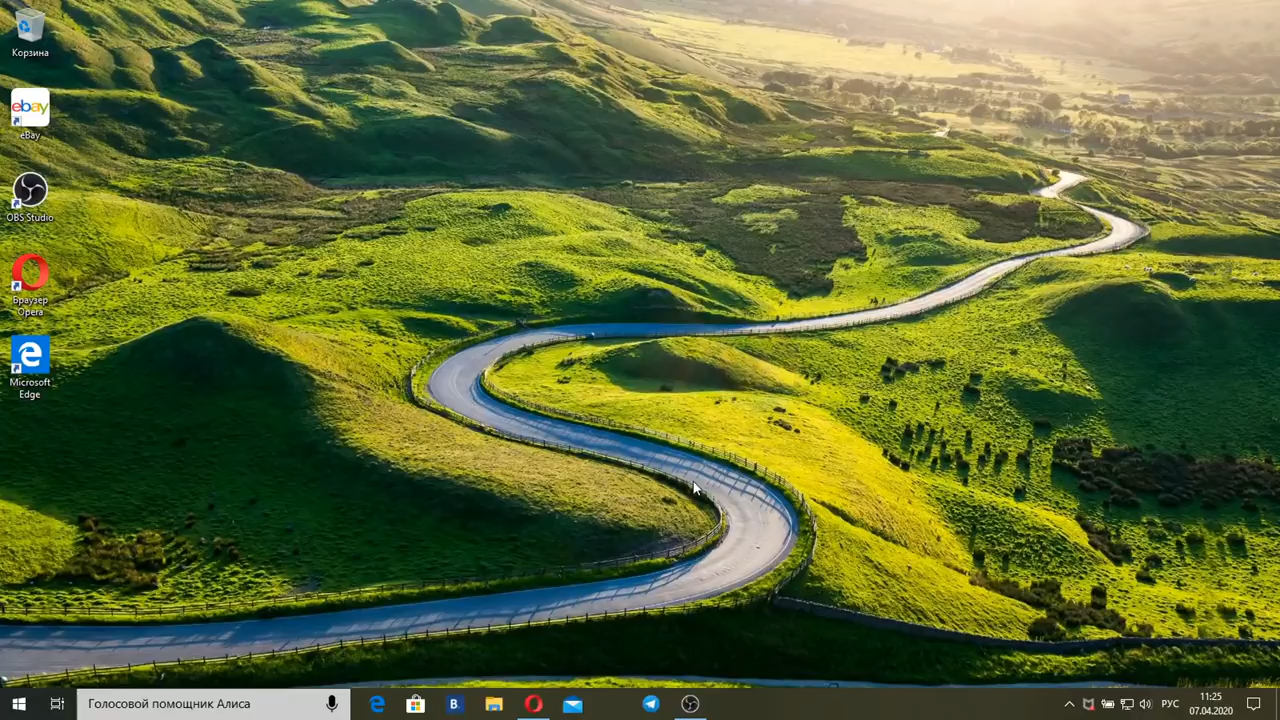 Корзина
ebay
eBay
OBS Studio
Браузер
Opera
Microsoft
Edge
Голосовой помощник Алиса
B.
РУС
11:25
07.04.2020